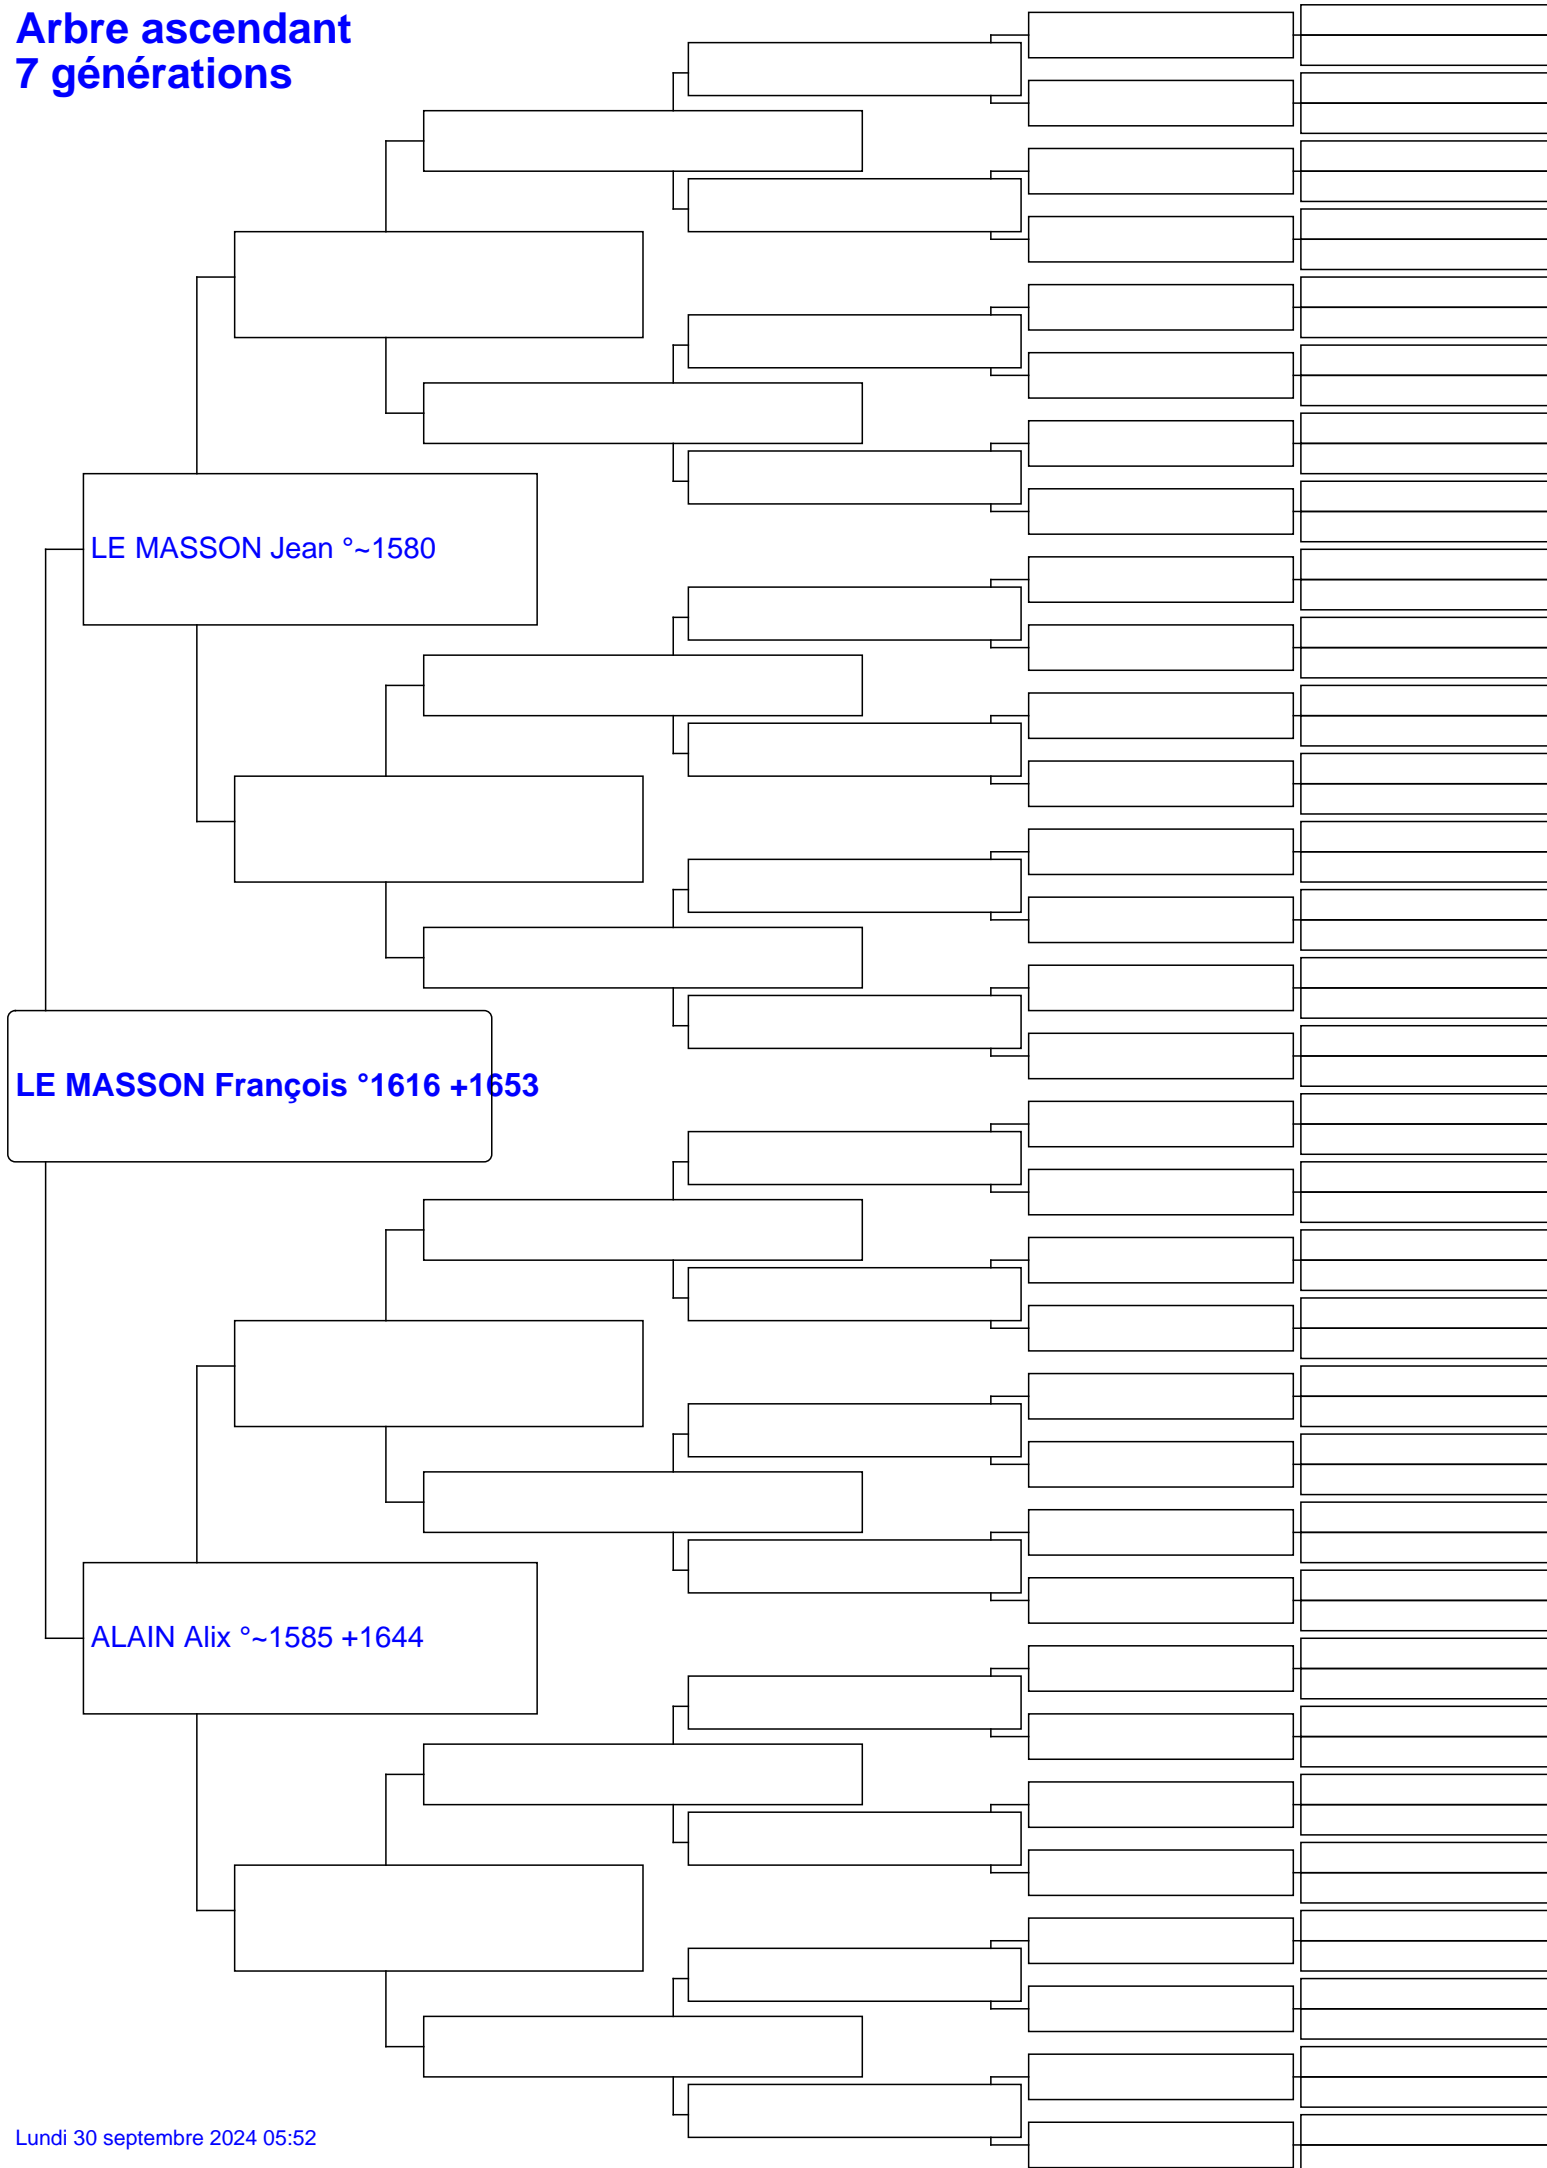 Arbre ascendant
7 générations
LE MASSON Jean °~1580
LE MASSON François °1616 +1653
ALAIN Alix °~1585 +1644
Lundi 30 septembre 2024 05:52